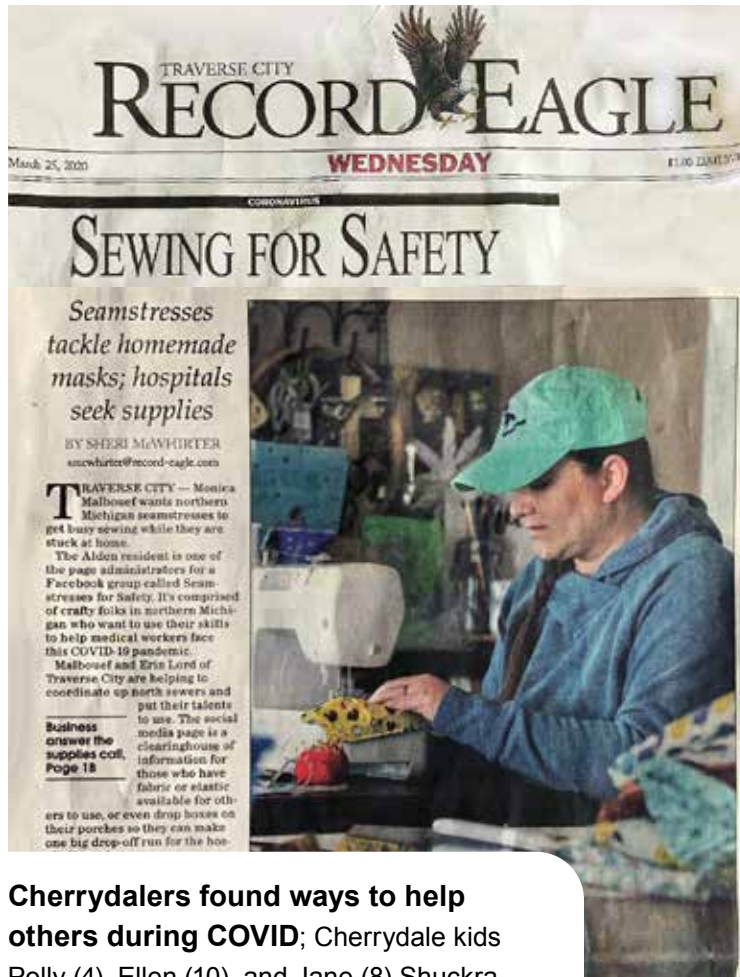 TRAVERSE CITY
RECORD EAGLE
March 25, 2020
WEDNESDAY
CORONAVIRUS
SEWING FOR SAFETY
Seamstresses
tackle homemade
masks; hospitals
seek supplies
BY SHERI McWHIRTER
smcwhirter@record-eagle.com
TRAVERSE CITY — Monica
Malbouef wants northern
Michigan seamstresses to
get busy sewing while they are
stuck at home.
The Alden resident is one of
the page administrators for a
Facebook group called Seam-
stresses for Safety. It's comprised
of crafty folks in northern Michi-
gan who want to use their skills
to help medical workers face
this COVID-19 pandemic.
Malbouef and Erin Lord of
Traverse City are helping to
coordinate up north sewers and
put their talents
to use. The social
media page is a
clearinghouse of
information for
those who have
fabric or elastic
available for oth-
ers to use, or even drop boxes on
their porches so they can make
one big drop-off run for the hos-
Business
answer the
supplies call,
Page 1B
Cherrydalers found ways to help
others during COVID; Cherrydale kids
Polly (4), Ellen (10), and Jane (8) Shuckra